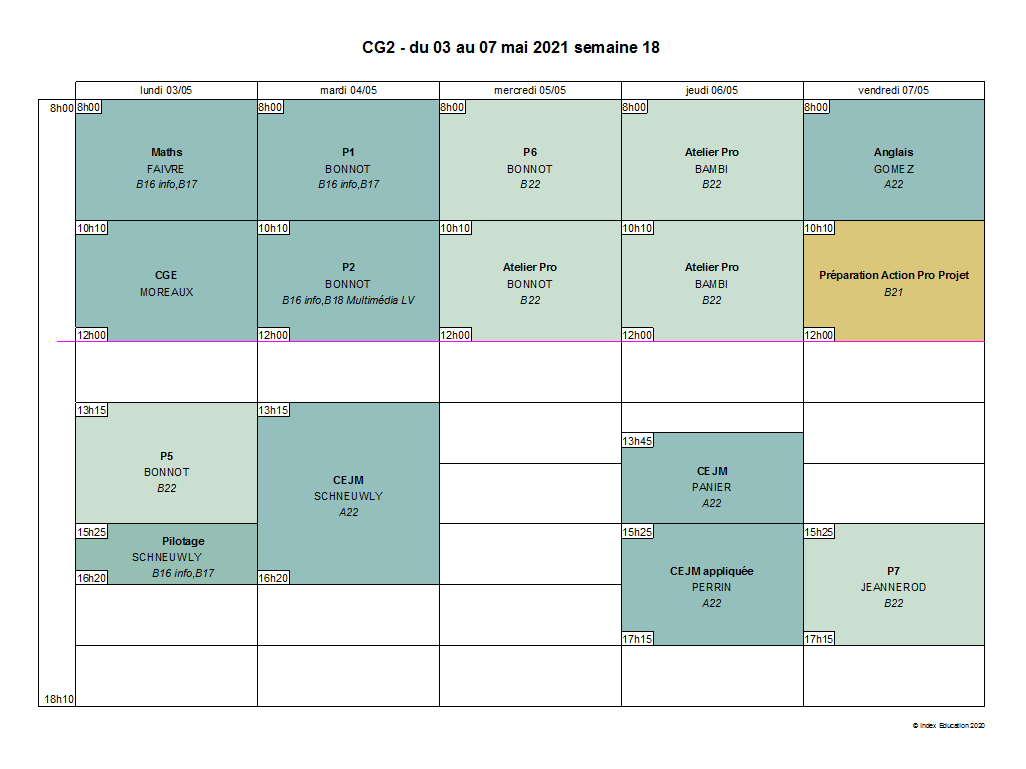 CG2 - du 03 au 07 mai 2021 semaine 18
lundi 03/05 mardi 04/05 mercredi 05/05 jeudi 06/05 vendredi 07/05
8h00 8h00 8h00 8h00 8h00 8h00
Maths P1 P6 Atelier Pro Anglais
FAIVRE BONNOT BONNOT BAMBI GOMEZ
B16 info,B17 B16 info,B17 B22 B22 A22
10h10 10h10 10h10 10h10 10h10
CGE P2 Atelier Pro Atelier Pro Préparation Action Pro Projet
MOREAUX BONNOT BONNOT BAMBI B21
B16 info,B18 Multimédia LV B22 B22
12h00 12h00 12h00 12h00 12h00
13h15 13h15
13h45
P5 CEJM CEJM
BONNOT SCHNEUWLY PANIER
B22 A22 A22
15h25 15h25 15h25
Pilotage CEJM appliquée P7
SCHNEUWLY PERRIN JEANNEROD
B16 info,B17 A22 B22
16h20 16h20
17h15 17h15
18h10
© Index Education 2020